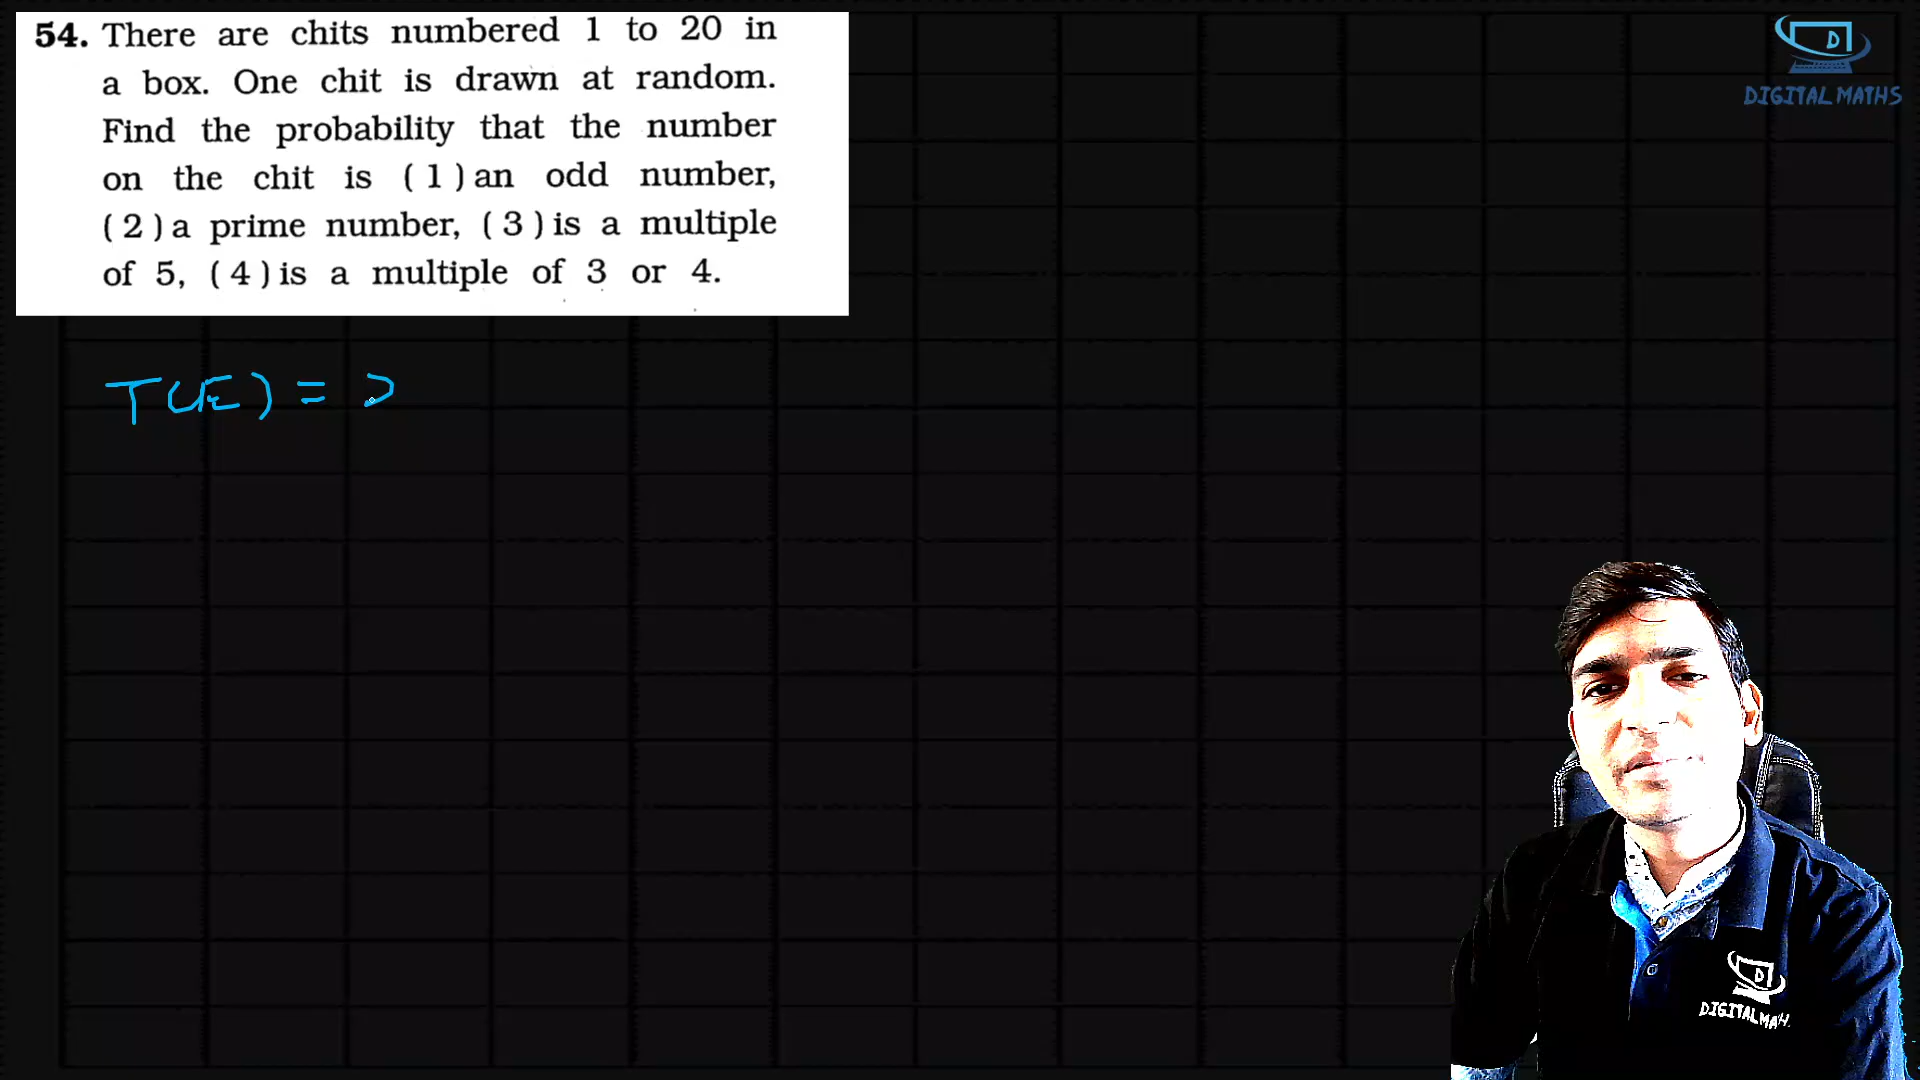 54. There are chits numbered 1 to 20 in
a box. One chit is drawn at random.
Find the probability that the number
on the chit is ( 1 ) an odd number,
( 2 ) a prime number, ( 3 ) is a multiple
of 5, ( 4 ) is a multiple of 3 or 4.
T(E) =
D
DIGITAL MATHS
D
DIGITAL MATH